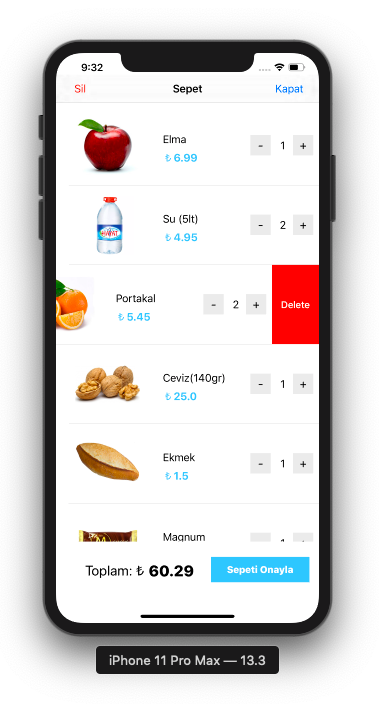 9:32
Sil Sepet Kapat
Elma
₺ 6.99
- 1 +
Su (5lt)
₺ 4.95
- 2 +
Portakal
₺ 5.45
- 2 +
Delete
Ceviz(140gr)
₺ 25.0
- 1 +
Ekmek
₺ 1.5
- 1 +
Magnum
Toplam: ₺ 60.29
Sepeti Onayla
iPhone 11 Pro Max — 13.3